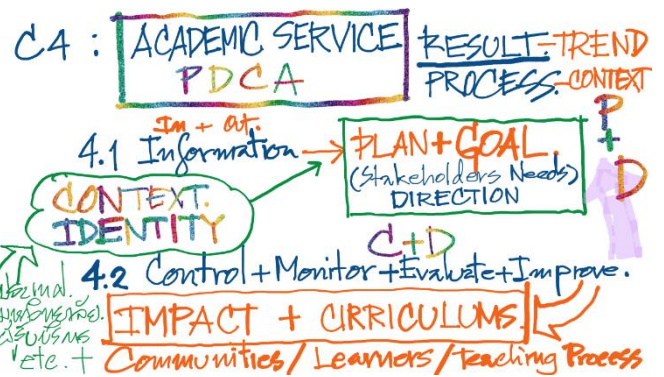 C4 : ACADEMIC SERVICE
PDCA
RESULT-TREND
PROCESS-CONTEXT
P
+
D
In + Out.
4.1 Information → PLAN + GOAL.
(Stakeholders Needs)
DIRECTION
CONTEXT.
IDENTITY
C+D
4.2 Control + Monitor + Evaluate + Improve.
IMPACT + CIRRICULUMS.
etc. + Communities / Learners / Teaching Process